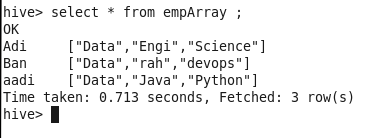 hive> select * from empArray ;
OK
Adi     ["Data","Engi","Science"]
Ban     ["Data","rah","devops"]
aadi    ["Data","Java","Python"]
Time taken: 0.713 seconds, Fetched: 3 row(s)
hive>